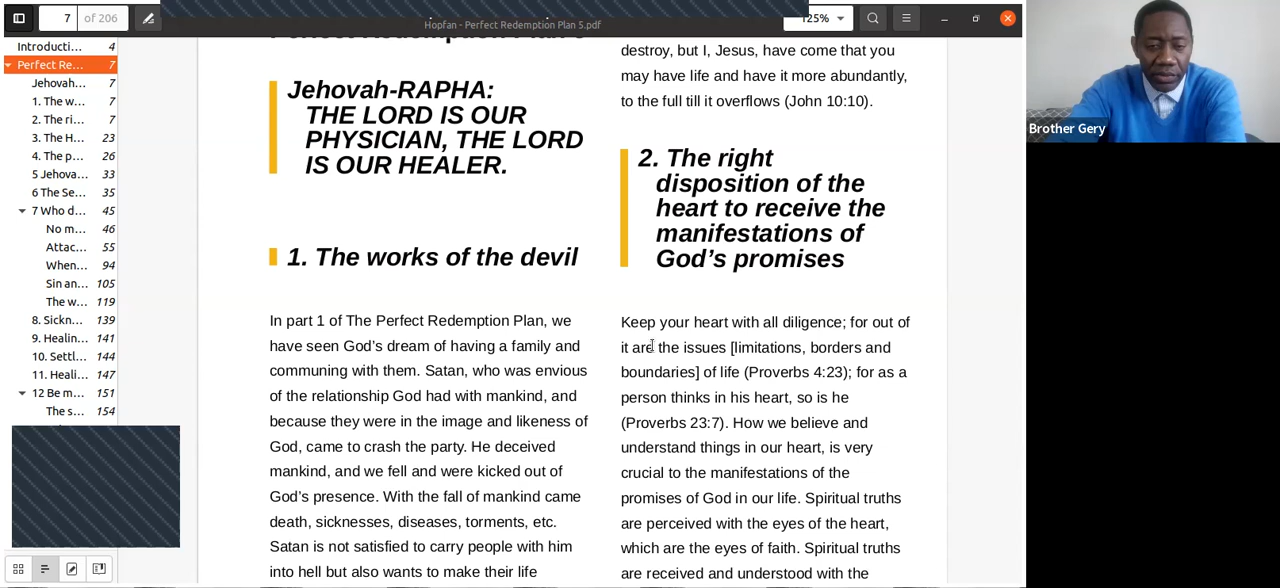 7
of 206
Hopfan - Perfect Redemption Plan 5.pdf
125%
Introducti... 4
Perfect Re... 7
Jehovah... 7
1. The w... 7
2. The ri... 7
3. The H... 23
4. The p... 26
5 Jehova... 33
6 The Se... 35
7 Who d... 45
No m... 46
Attac... 55
When... 94
Sin an... 105
The w... 119
8. Sickn... 139
9. Healin... 141
10. Settl... 144
11. Heali... 147
12 Be m... 151
The s... 154
Jehovah-RAPHA:
THE LORD IS OUR
PHYSICIAN, THE LORD
IS OUR HEALER.
1. The works of the devil
In part 1 of The Perfect Redemption Plan, we
have seen God's dream of having a family and
communing with them. Satan, who was envious
of the relationship God had with mankind, and
because they were in the image and likeness of
God, came to crash the party. He deceived
mankind, and we fell and were kicked out of
God's presence. With the fall of mankind came
death, sicknesses, diseases, torments, etc.
Satan is not satisfied to carry people with him
into hell but also wants to make their life
destroy, but I, Jesus, have come that you
may have life and have it more abundantly,
to the full till it overflows (John 10:10).
2. The right
disposition of the
heart to receive the
manifestations of
God's promises
Keep your heart with all diligence; for out of
it are the issues [limitations, borders and
boundaries] of life (Proverbs 4:23); for as a
person thinks in his heart, so is he
(Proverbs 23:7). How we believe and
understand things in our heart, is very
crucial to the manifestations of the
promises of God in our life. Spiritual truths
are perceived with the eyes of the heart,
which are the eyes of faith. Spiritual truths
are received and understood with the
Brother Gery